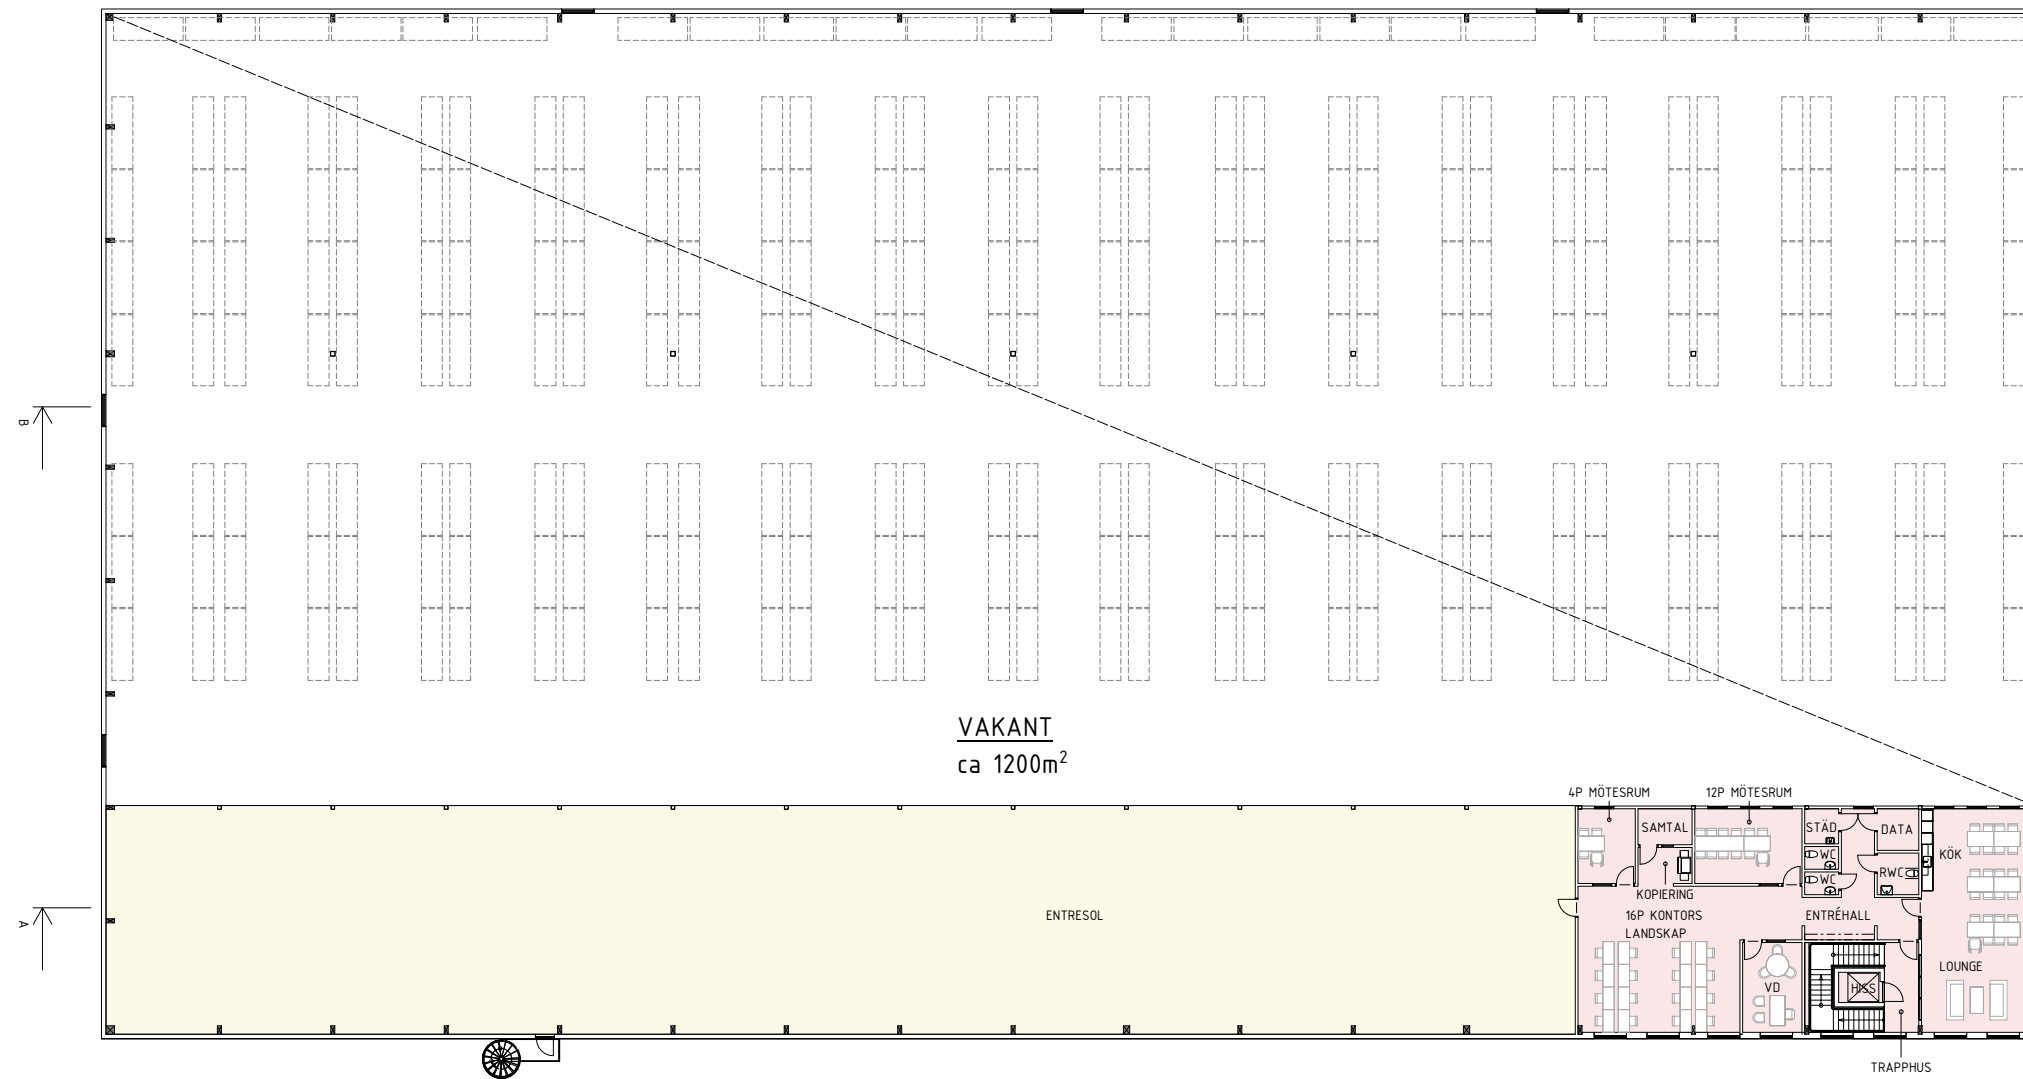 B
VAKANT
ca 1200m²
4P MÖTESRUM
12P MÖTESRUM
SAMTAL
STÄD
DATA
WC
KÖK
WC
RWC
KOPIERING
A
ENTRESOL
16P KONTORS
LANDSKAP
ENTRÉHALL
LOUNGE
VD
HISS
TRAPPHUS